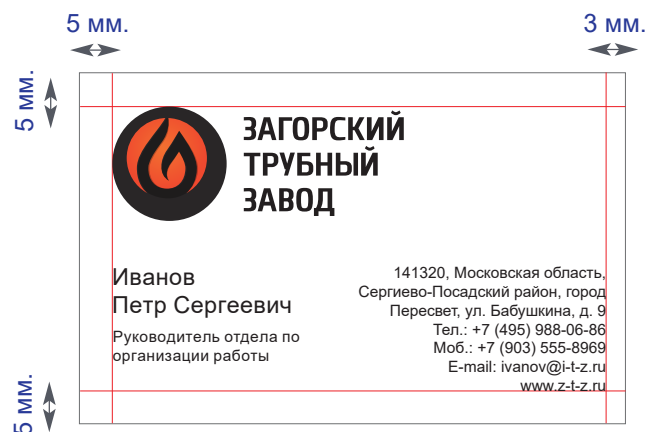 5 мм.
3 мм.
5 мм.
ЗАГОРСКИЙ
ТРУБНЫЙ
ЗАВОД
Иванов
Петр Сергеевич
Руководитель отдела по
организации работы
141320, Московская область,
Сергиево-Посадский район, город
Пересвет, ул. Бабушкина, д. 9
Тел.: +7 (495) 988-06-86
Моб.: +7 (903) 555-8969
E-mail: ivanov@i-t-z.ru
www.z-t-z.ru
5 мм.